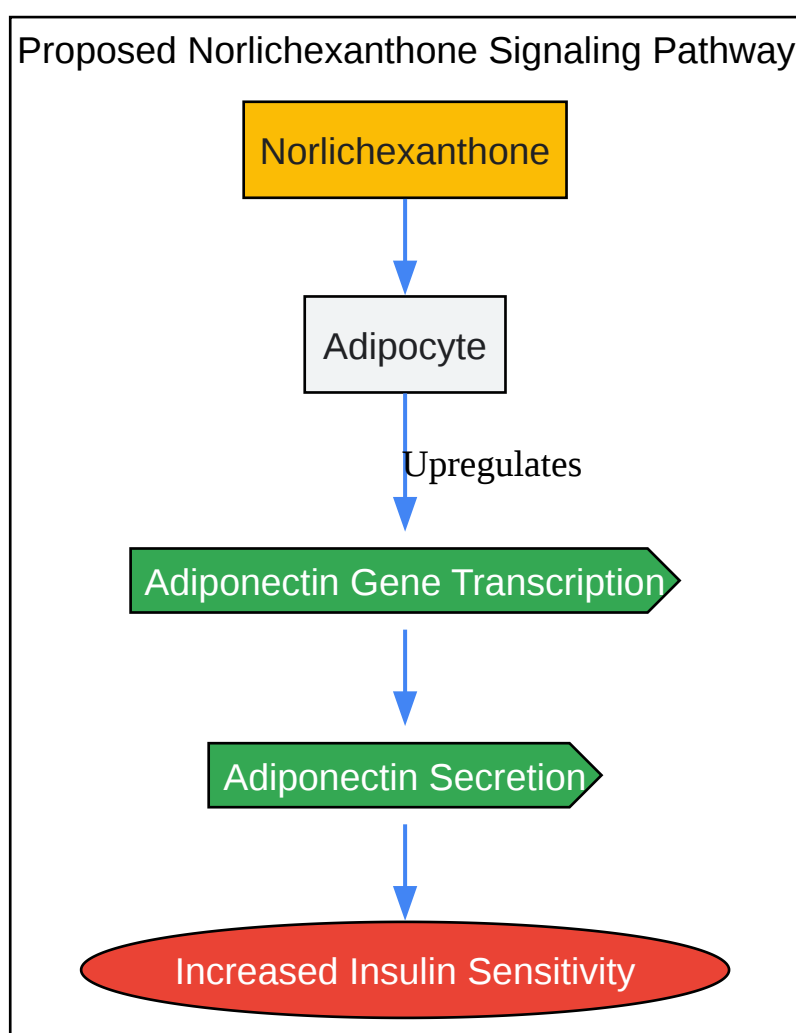 Proposed Norlichexanthone Signaling Pathway
Norlichexanthone
Adipocyte
Upregulates
Adiponectin Gene Transcription
Adiponectin Secretion
Increased Insulin Sensitivity